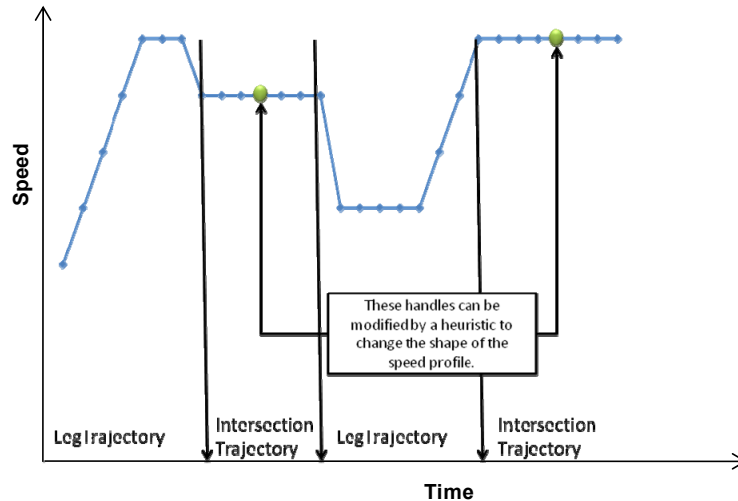 Speed
These handles can be
modified by a heuristic to
change the shape of the
speed profile.
Leg Trajectory
Intersection
Trajectory
Leg Trajectory
Intersection
Trajectory
Time